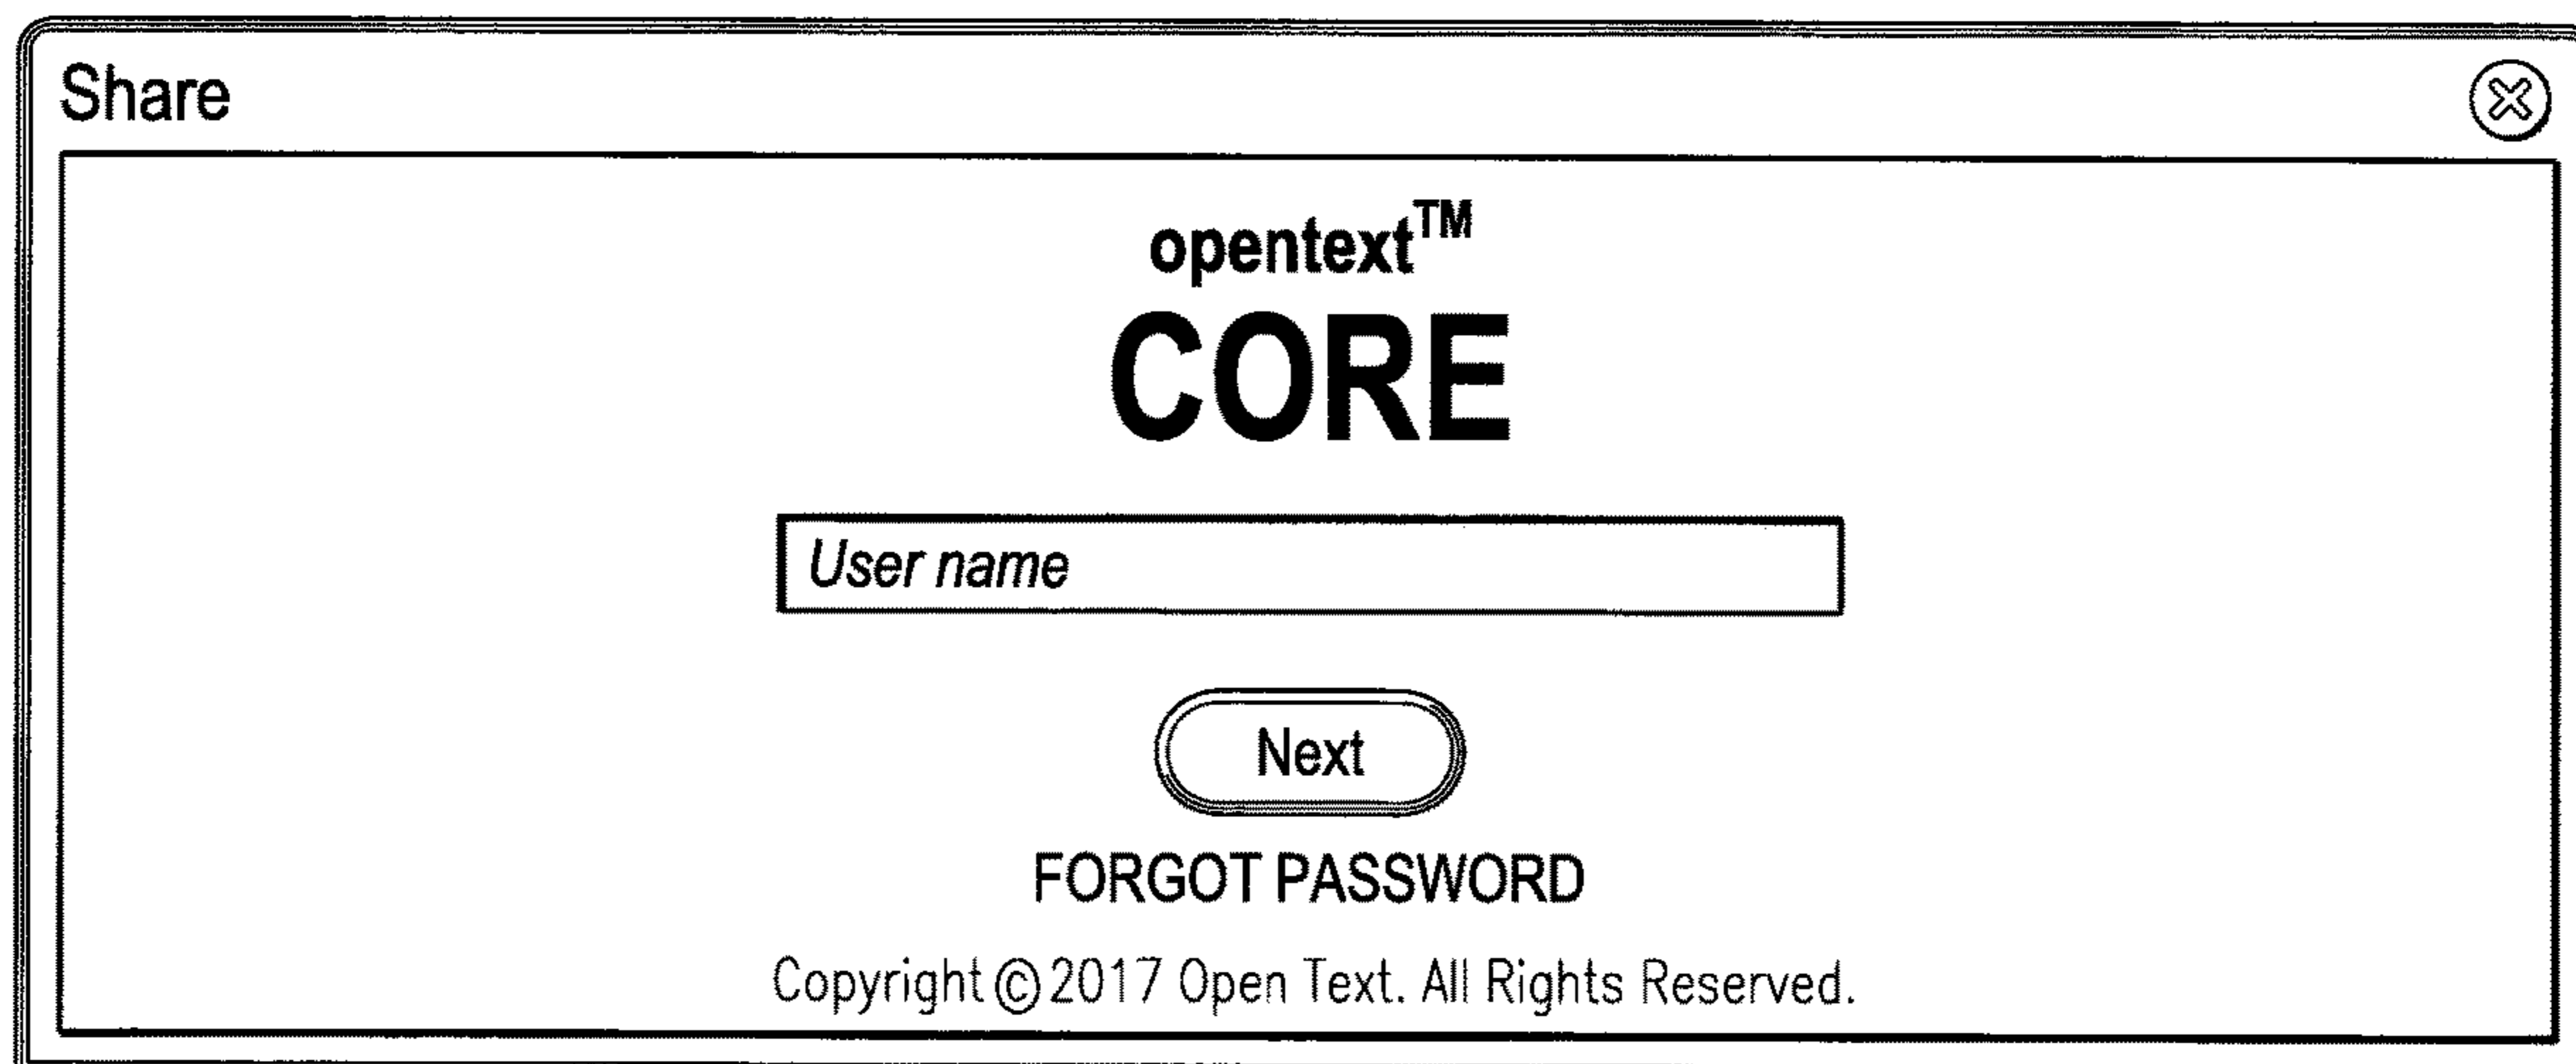 Share
opentext™
CORE
User name
Next
FORGOT PASSWORD
Copyright © 2017 Open Text. All Rights Reserved.